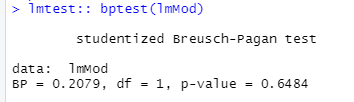 > lmtest:: bptest(lmMod)
studentized Breusch-Pagan test
data:  lmMod
BP = 0.2079, df = 1, p-value = 0.6484